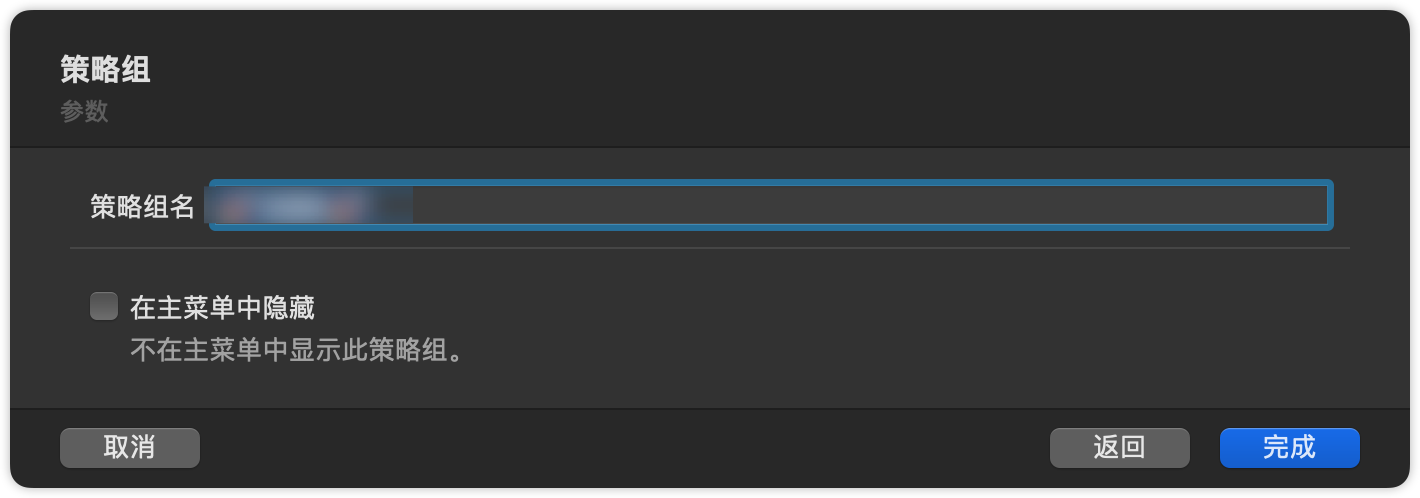 策略组
参数
策略组名
在主菜单中隐藏
不在主菜单中显示此策略组。
取消
返回
完成